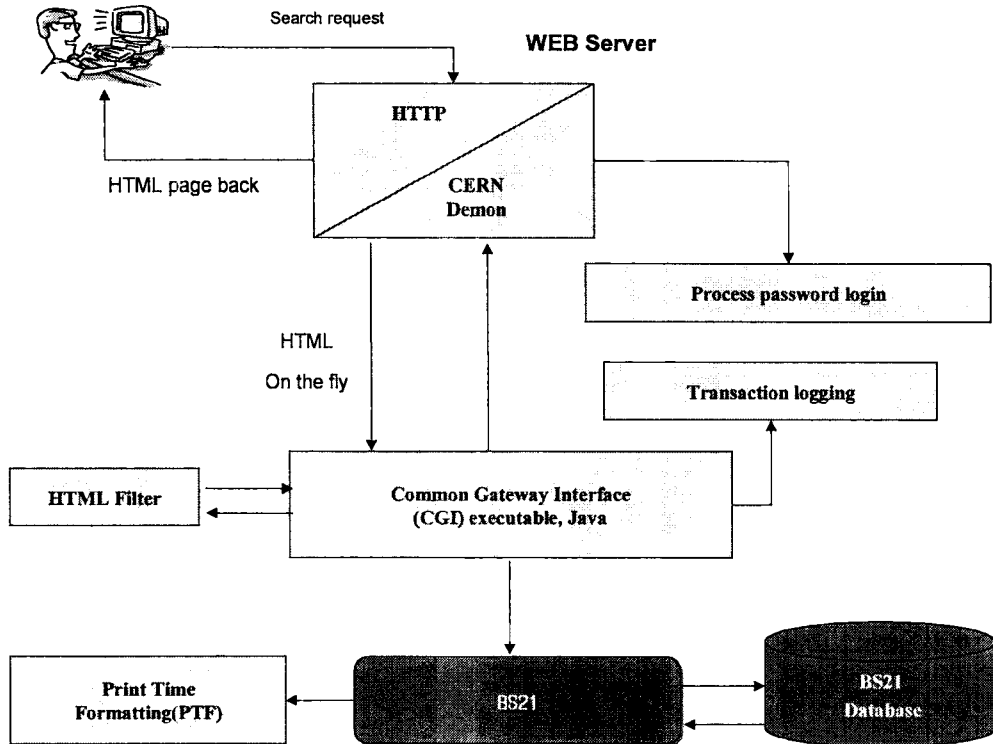 Search request
WEB Server
HTTP
CERN
Demon
HTML page back
Process password login
HTML
On the fly
Transaction logging
HTML Filter
Common Gateway Interface
(CGI) executable, Java
Print Time
Formatting(PTF)
BS21
BS21
Database